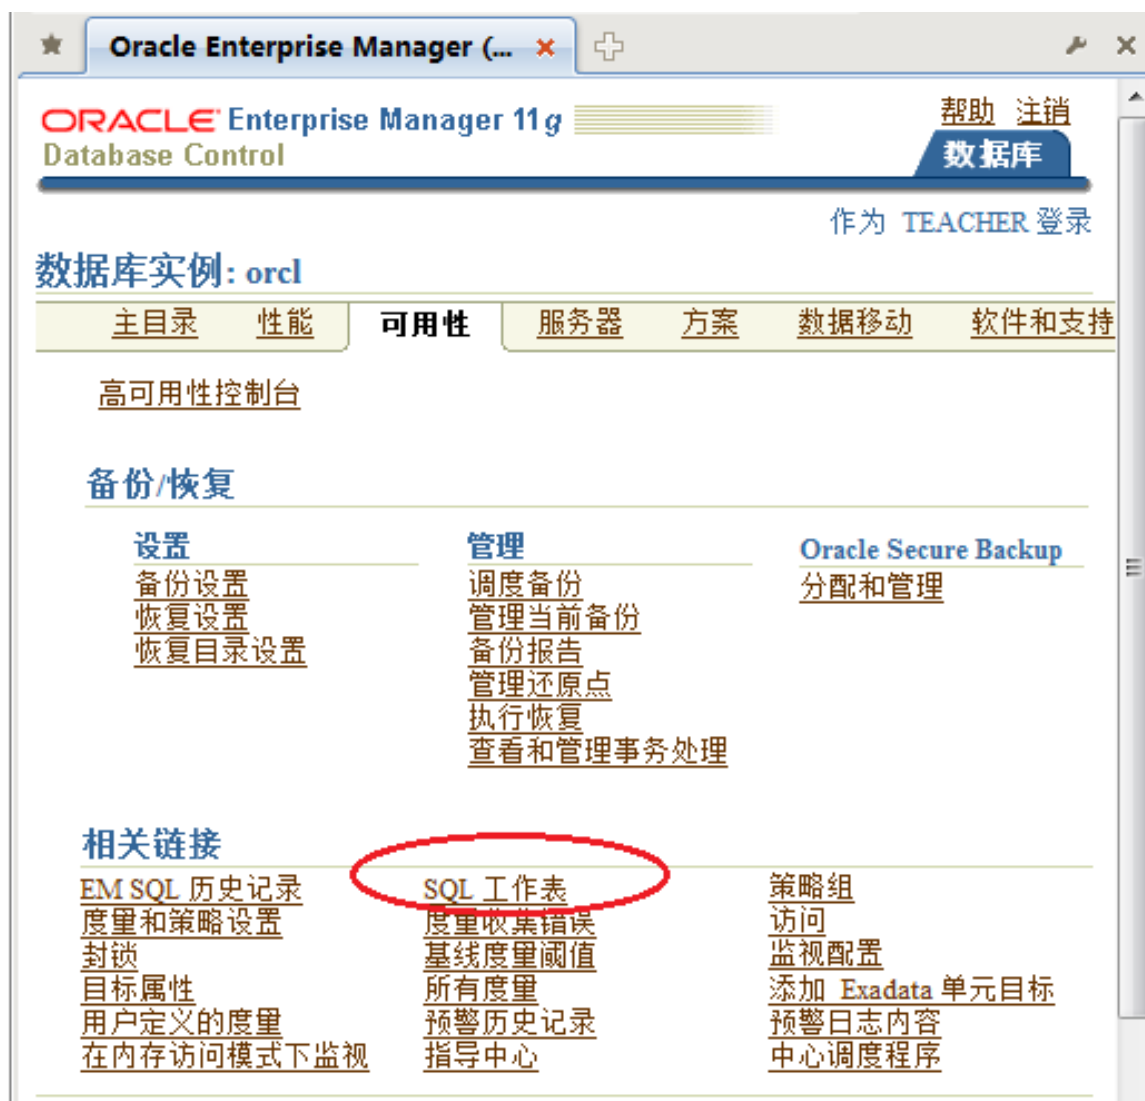 Oracle Enterprise Manager (...
ORACLE Enterprise Manager 11g
Database Control
帮助 注销
数据库
作为 TEACHER 登录
数据库实例: orcl
主目录 性能 可用性 服务器 方案 数据移动 软件和支持
高可用性控制台
备份/恢复
设置 管理 Oracle Secure Backup
备份设置 调度备份 分配和管理
恢复设置 管理当前备份
恢复目录设置 备份报告
管理还原点
执行恢复
查看和管理事务处理
相关链接
EM SQL 历史记录 SQL 工作表 策略组
度量和策略设置 度量收集错误 访问
封锁 基线度量阈值 监视配置
目标属性 所有度量 添加 Exadata 单元目标
用户定义的度量 预警历史记录 预警日志内容
在内存访问模式下监视 指导中心 中心调度程序